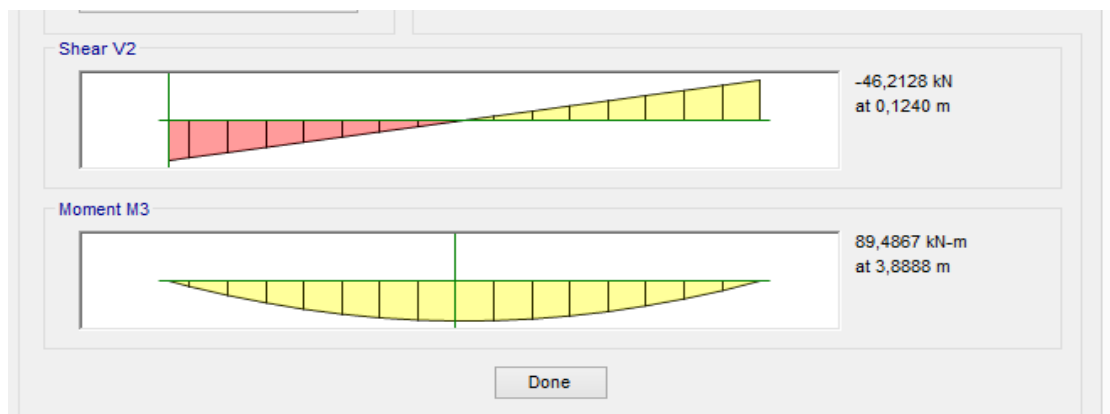 Shear V2
-46,2128 kN
at 0,1240 m
Moment M3
89,4867 kN-m
at 3,8888 m
Done